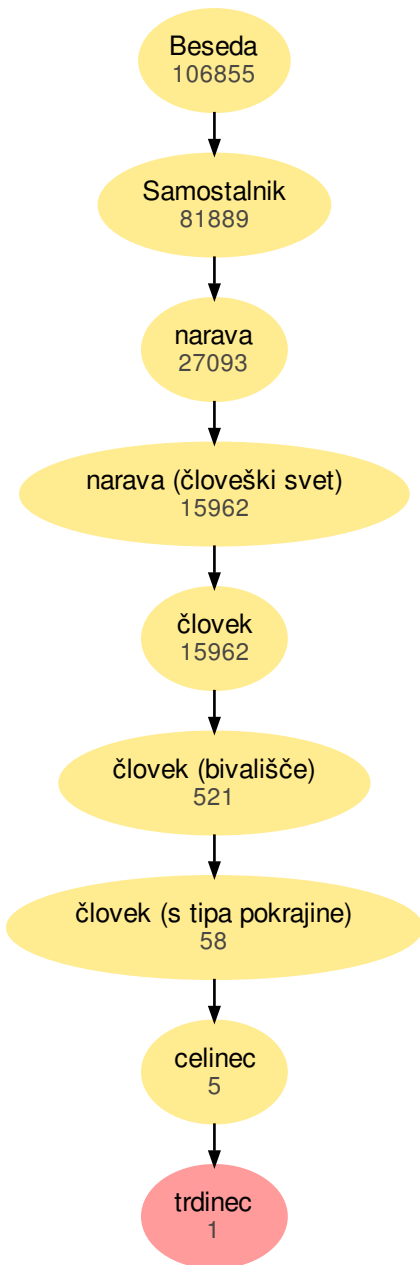 Beseda
106855
Samostalnik
81889
narava
27093
narava (človeški svet)
15962
človek
15962
človek (bivališče)
521
človek (s tipa pokrajine)
58
celinec
5
trdinec
1